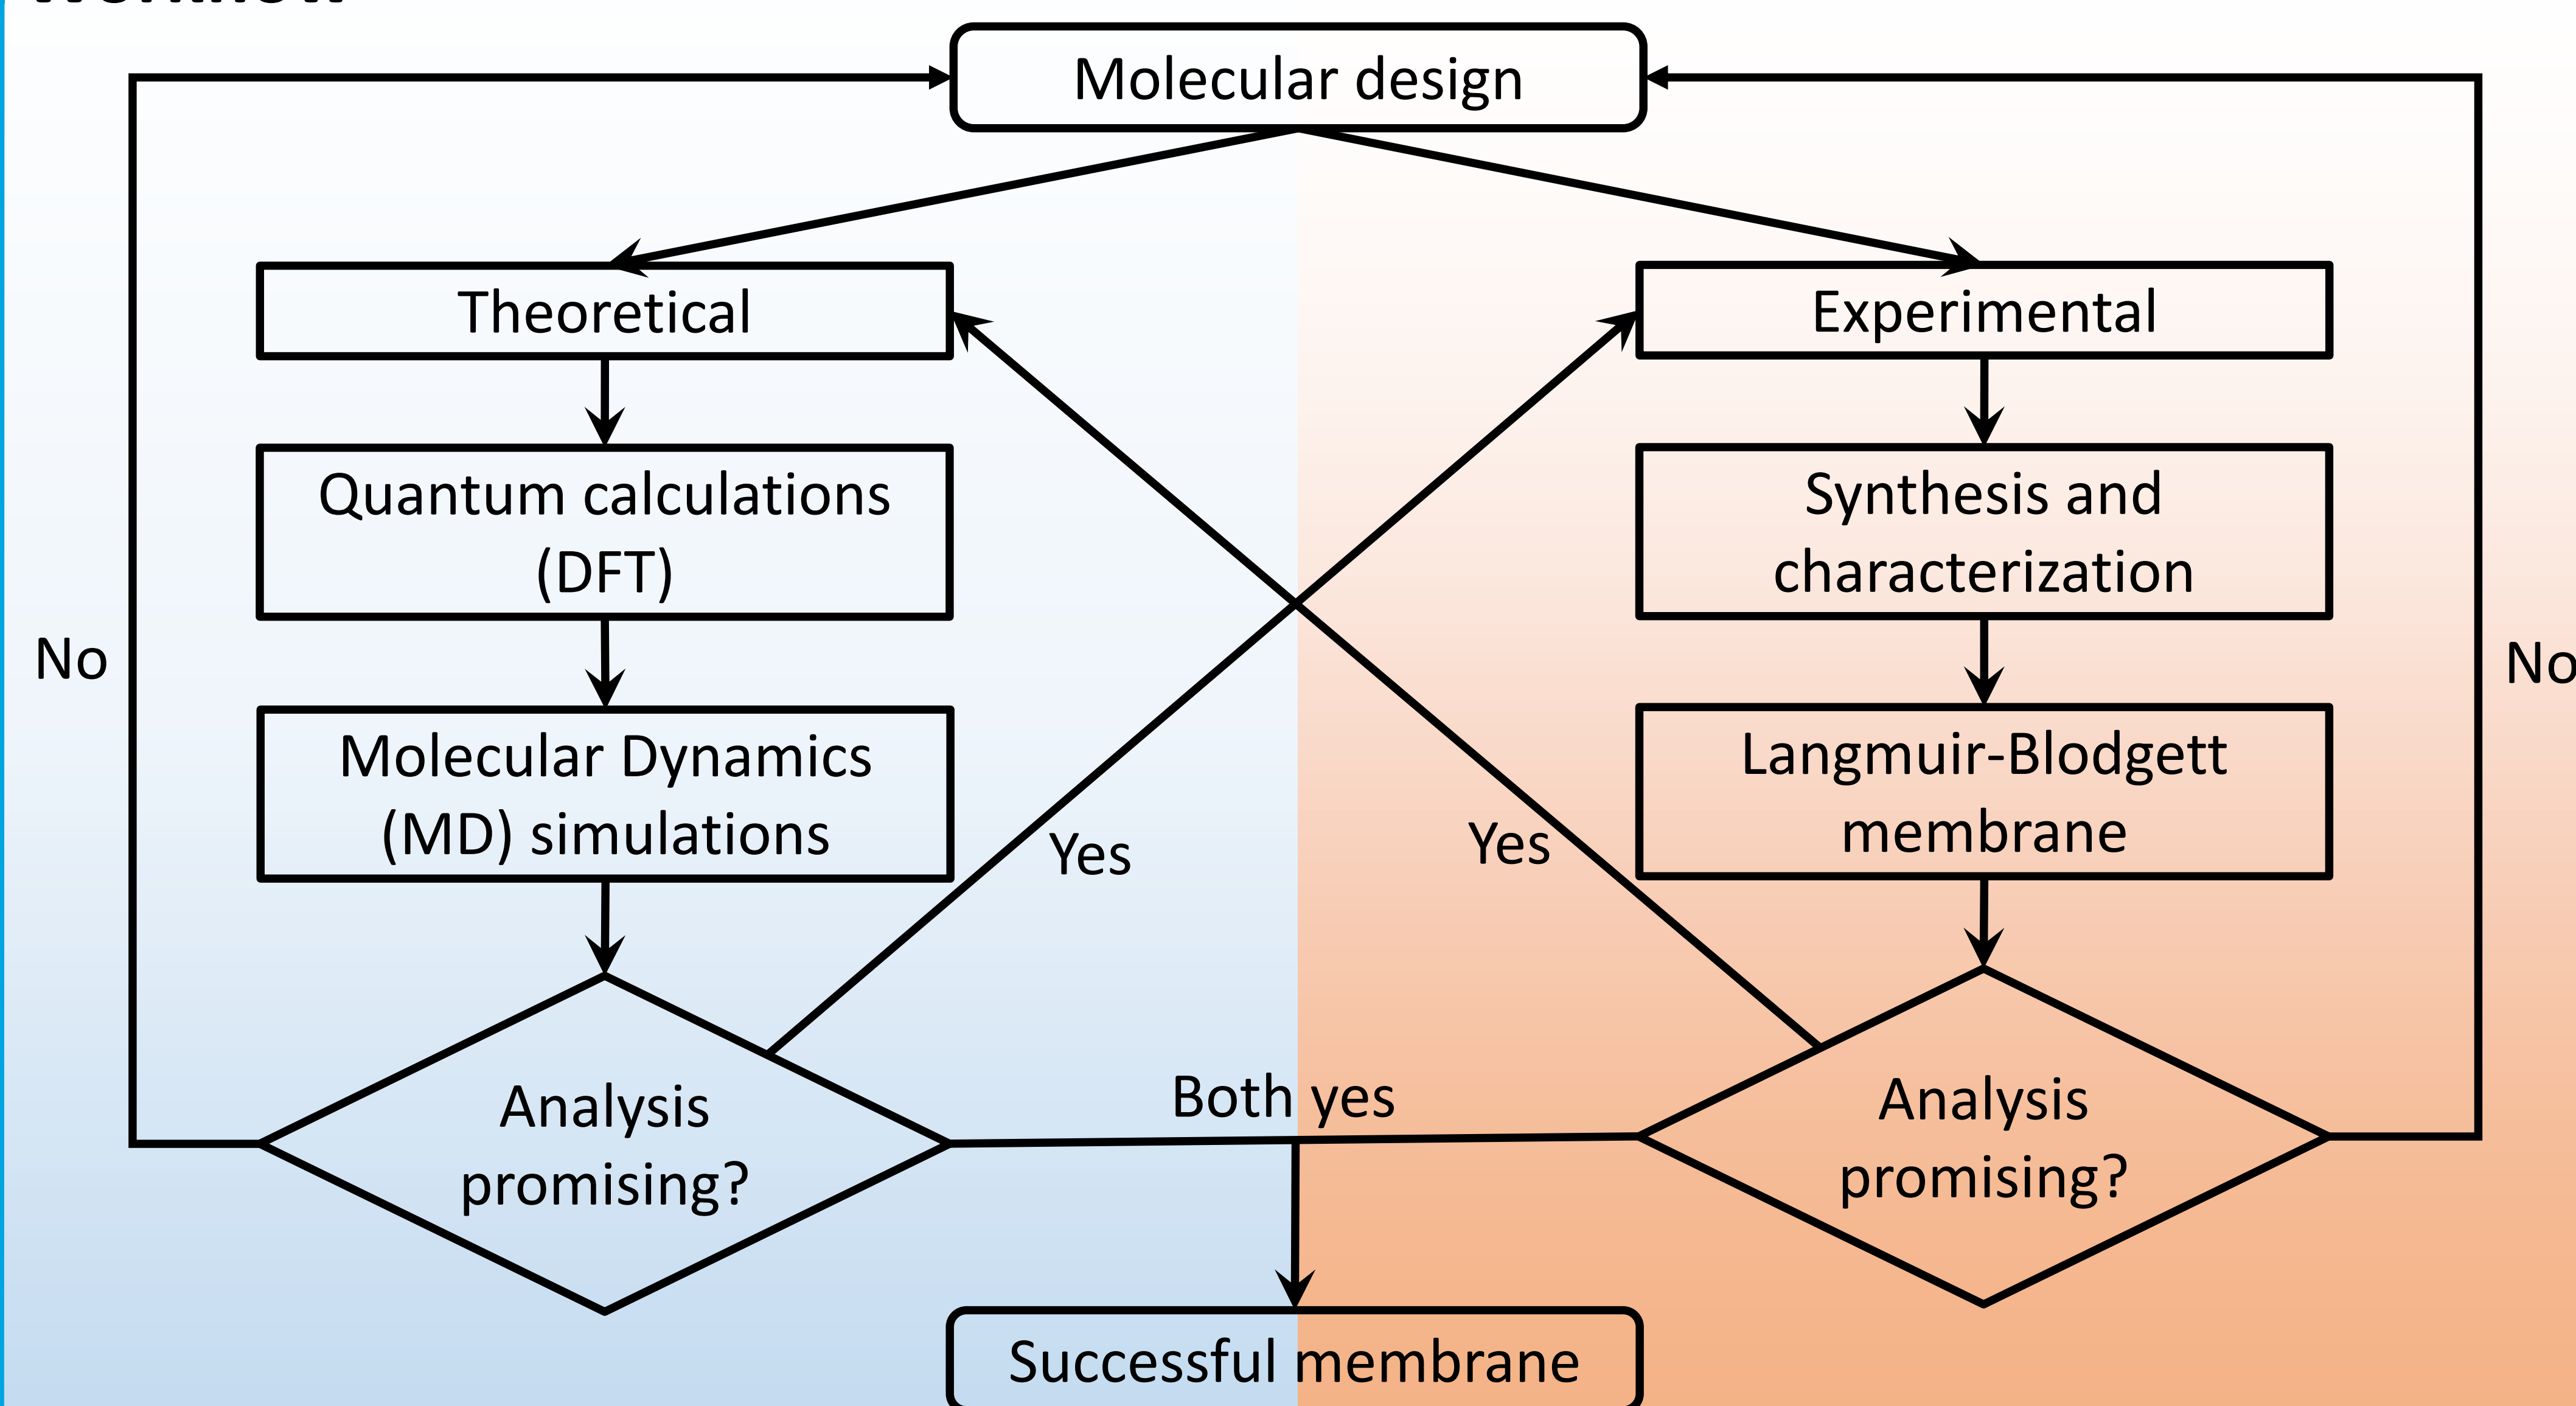 Molecular design
Theoretical
Experimental
Quantum calculations
(DFT)
Synthesis and
characterization
No
No
Molecular Dynamics
(MD) simulations
Langmuir-Blodgett
membrane
Yes
Yes
Analysis
promising?
Both yes
Analysis
promising?
Successful membrane